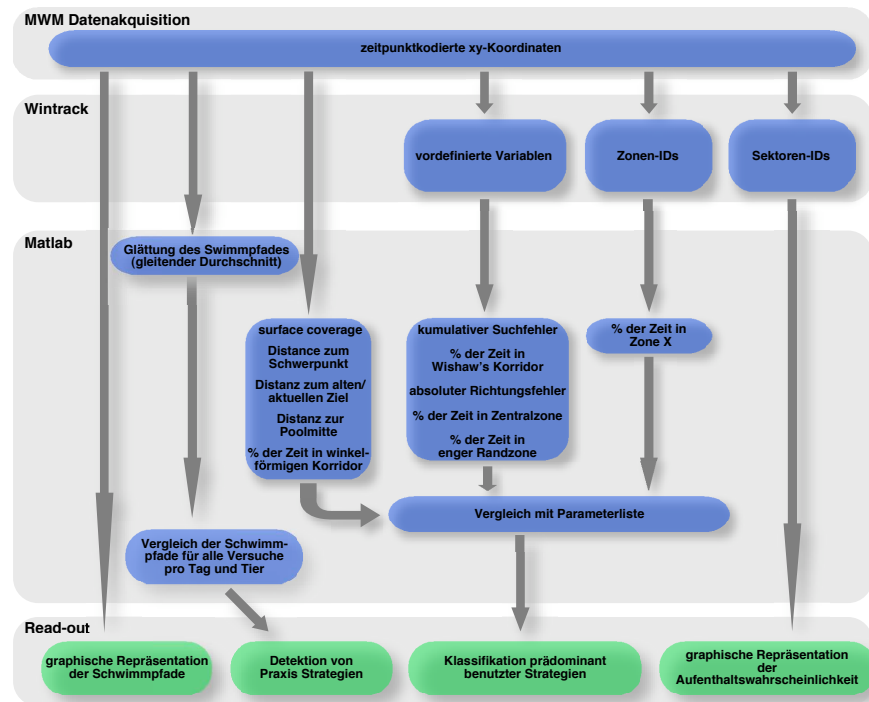 MWM Datenakquisition
zeitpunktkodierte xy-Koordinaten
Wintrack
vordefinierte Variablen
Zonen-IDs
Sektoren-IDs
Matlab
Glättung des Swimmpfades
(gleitender Durchschnitt)
surface coverage
Distance zum
Schwerpunkt
Distanz zum alten/
aktuellen Ziel
Distanz zur
Poolmitte
% der Zeit in winkel-
förmigen Korridor
kumulativer Suchfehler
% der Zeit in
Wishaw's Korridor
absoluter Richtungsfehler
% der Zeit in Zentralzone
% der Zeit in
enger Randzone
% der Zeit in
Zone X
Vergleich mit Parameterliste
Vergleich der Schwimm-
pfade für alle Versuche
pro Tag und Tier
Read-out
graphische Repräsentation
der Schwimmpfade
Detektion von
Praxis Strategien
Klassifikation prädominant
benutzter Strategien
graphische Repräsentation
der
Aufenthaltswahrscheinlichkeit